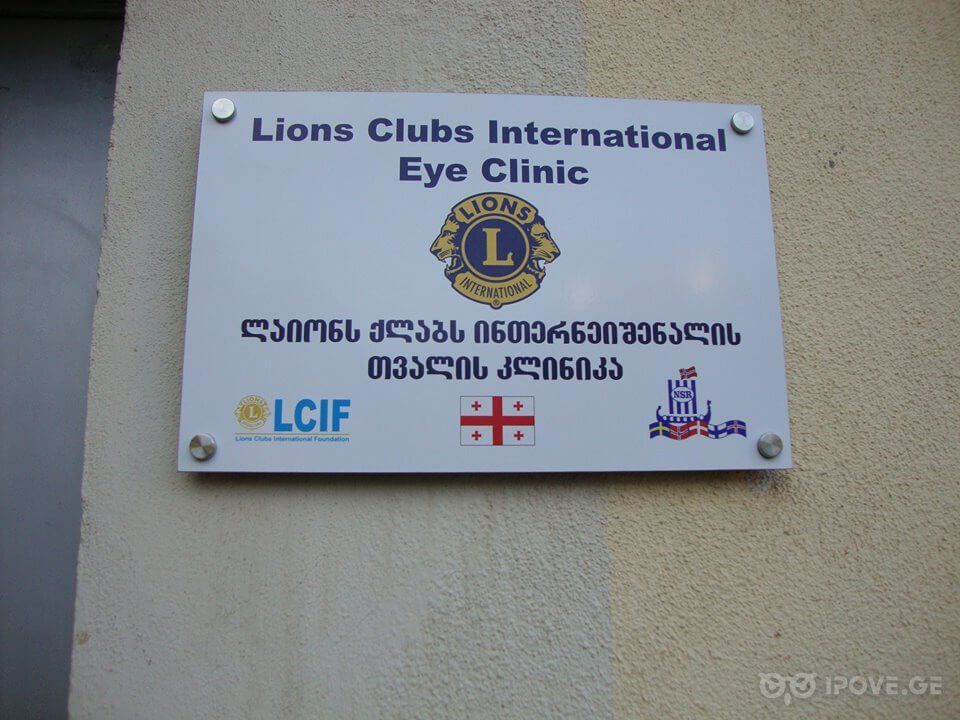 Lions Clubs International
Eye Clinic
LIONS
L
INTERNATIONAL
®
ლაიონს ქლაბს ინთერნეიშენალის
თვალის კლინიკა
LIONS
L
LCIF
Lions Clubs International Foundation
NSR
IPOVE.GE